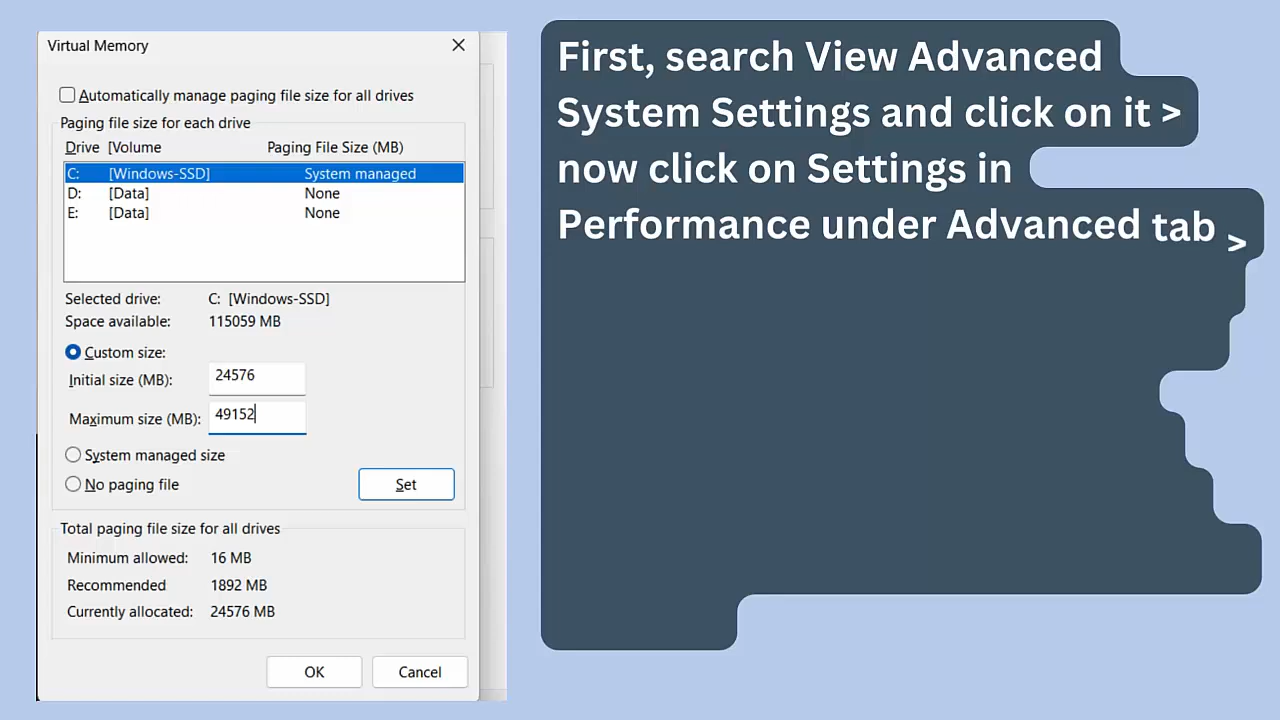 Virtual Memory
Automatically manage paging file size for all drives
Paging file size for each drive
Drive [Volume Paging File Size (MB)
C: [Windows-SSD] System managed
D: [Data] None
E: [Data] None
Selected drive: C: [Windows-SSD]
Space available: 115059 MB
Custom size:
Initial size (MB): 24576
Maximum size (MB): 49152
System managed size
No paging file
Set
Total paging file size for all drives
Minimum allowed: 16 MB
Recommended 1892 MB
Currently allocated: 24576 MB
OK Cancel
First, search View Advanced
System Settings and click on it >
now click on Settings in
Performance under Advanced tab >